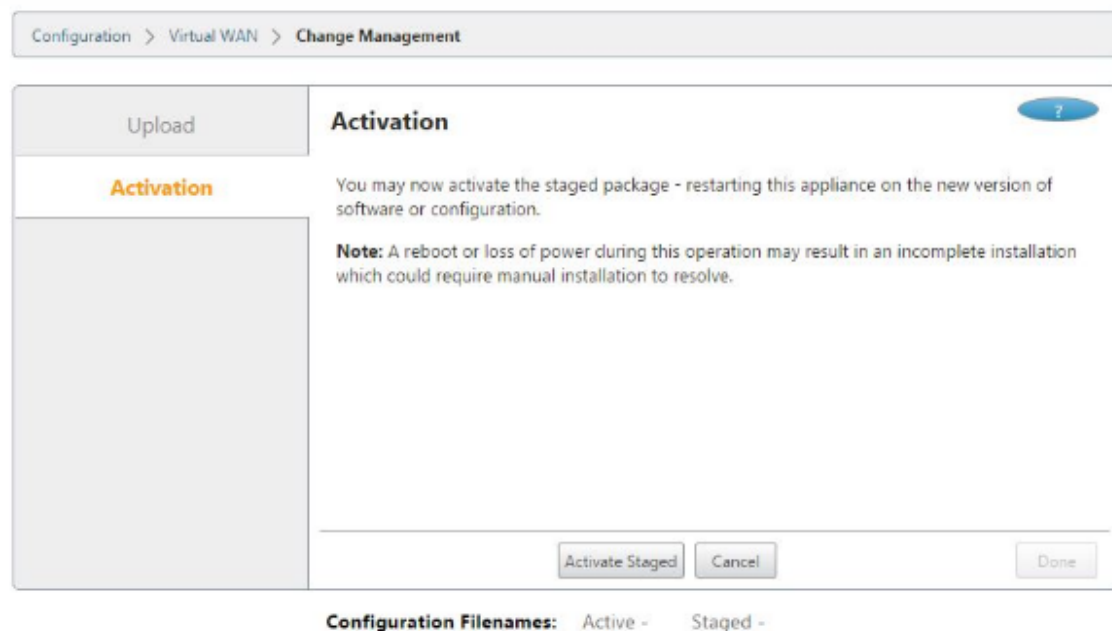 Configuration > Virtual WAN > Change Management
Upload
Activation
Activation
?
You may now activate the staged package - restarting this appliance on the new version of
software or configuration.
Note: A reboot or loss of power during this operation may result in an incomplete installation
which could require manual installation to resolve.
Activate Staged
Cancel
Done
Configuration Filenames: Active - Staged -